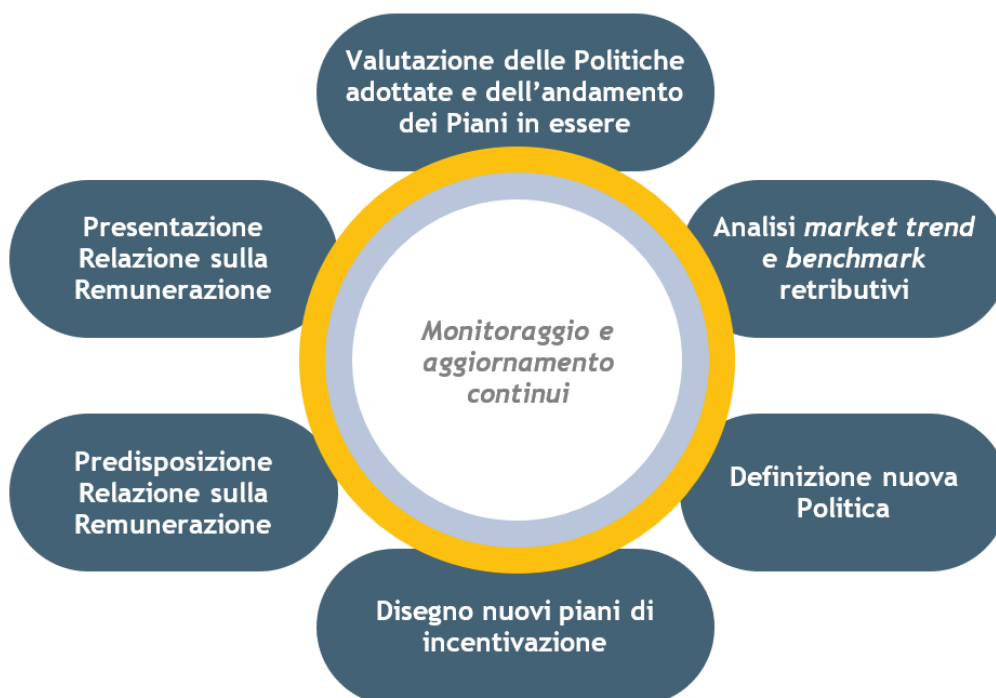 Valutazione delle Politiche
adottate e dell’andamento
dei Piani in essere
Analisi market trend
e benchmark
retributivi
Definizione nuova
Politica
Disegno nuovi piani di
incentivazione
Predisposizione
Relazione sulla
Remunerazione
Presentazione
Relazione sulla
Remunerazione
Monitoraggio e
aggiornamento
continui